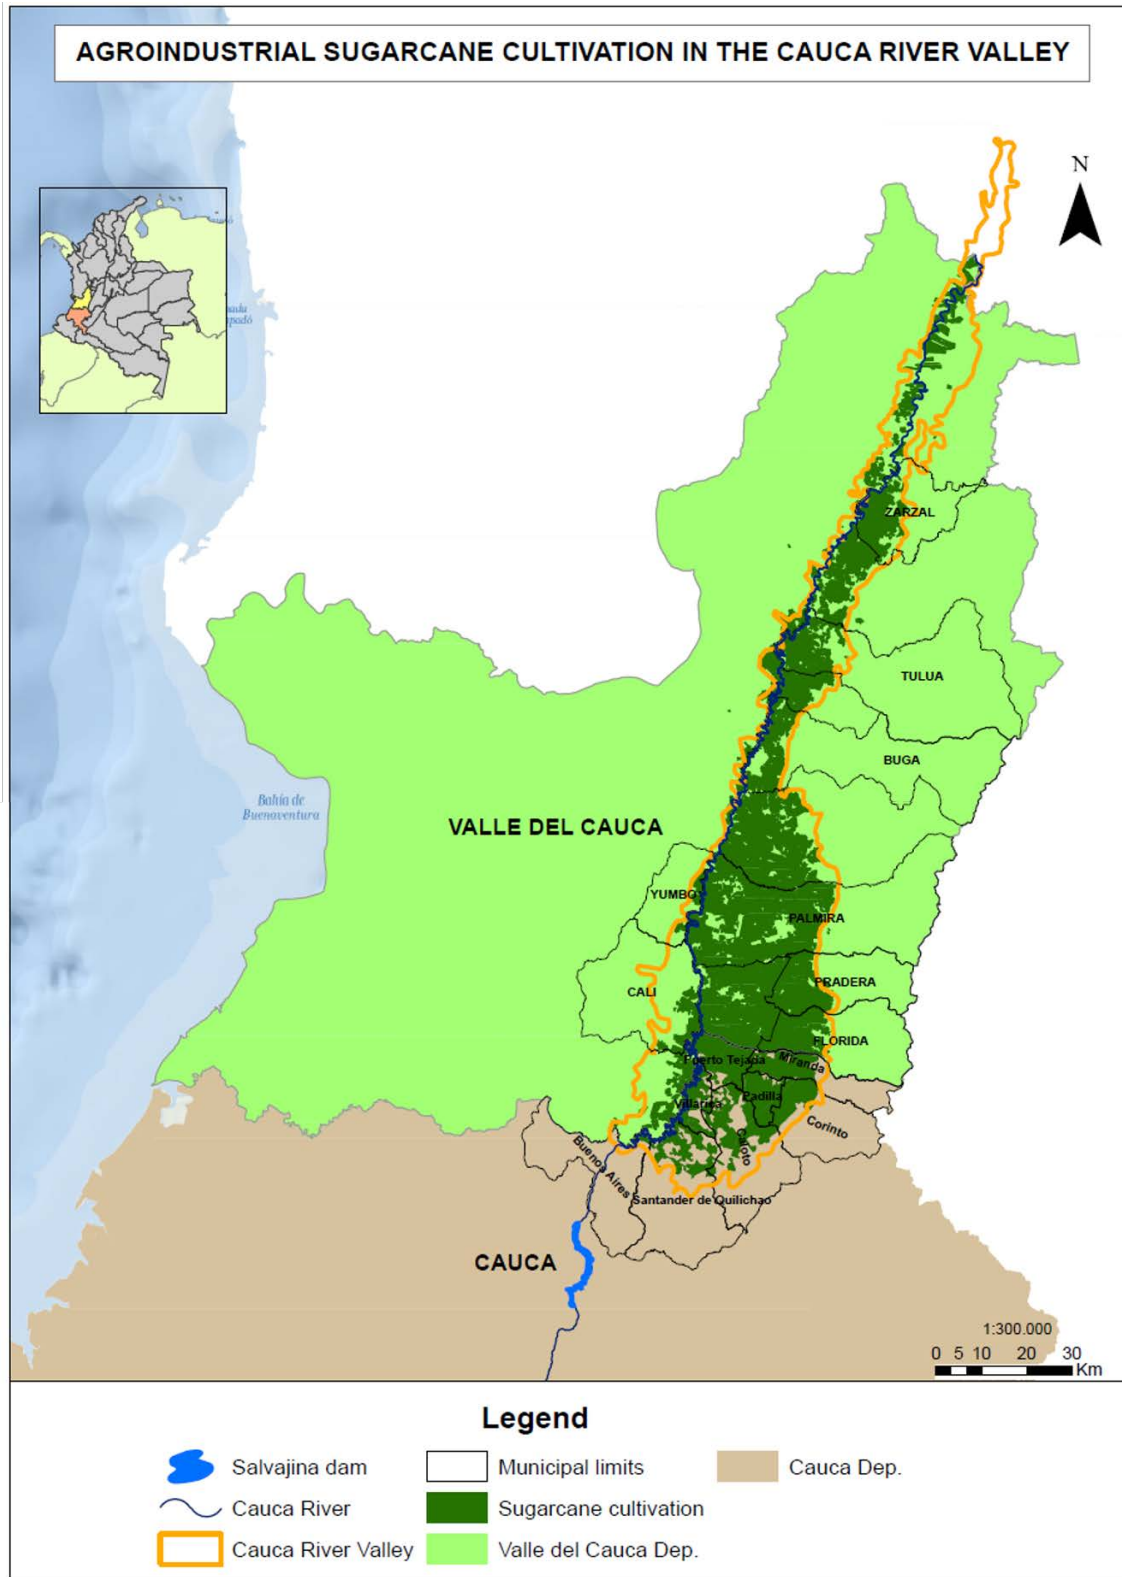 AGROINDUSTRIAL SUGARCANE CULTIVATION IN THE CAUCA RIVER VALLEY
N
ZARZAL
TULUA
BUGA
Bahía de
Buenaventura
VALLE DEL CAUCA
YUMBO
PALMIRA
CALI
PRADERA
FLORIDA
Puerto Tejada
Miranda
Padilla
Villarica
Corinto
Caloto
Buenos Aires
Santander de Quilichao
CAUCA
1:300.000
0 5 10 20 30
Km
Legend
Salvajina dam
Municipal limits
Cauca Dep.
Cauca River
Sugarcane cultivation
Cauca River Valley
Valle del Cauca Dep.